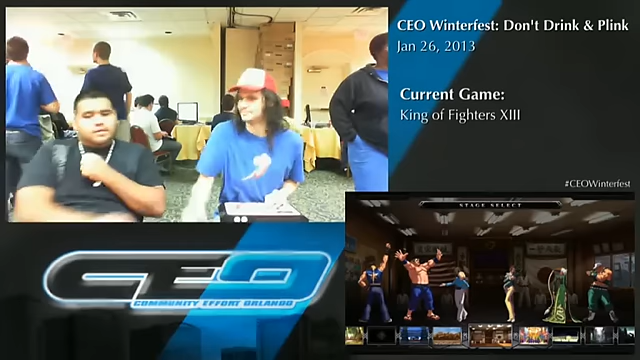 CEO Winterfest: Don't Drink & Plink
Jan 26, 2013
Current Game:
King of Fighters XIII
#CEOWinterfest
STAGE SELECT
CEO
COMMUNITY EFFORT ORLANDO